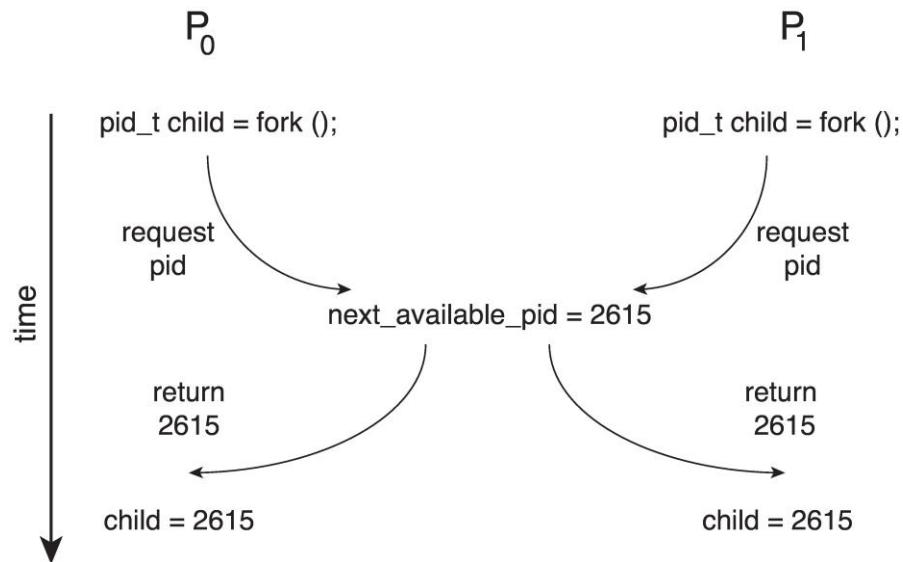 P0 P1
pid_t child = fork (); pid_t child = fork ();
request request
pid pid
next_available_pid = 2615
time
return return
2615 2615
child = 2615 child = 2615